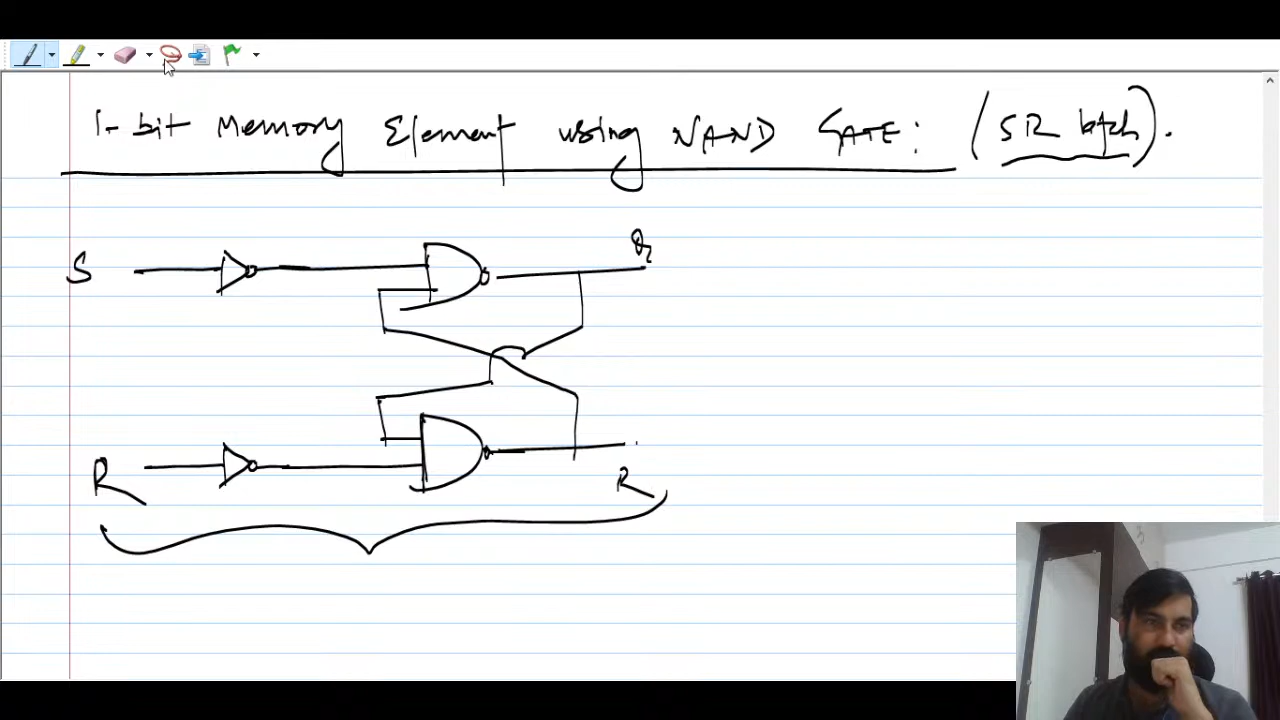 1-bit Memory Element using NAND GATE: (SR latch).
S
Q
R
R